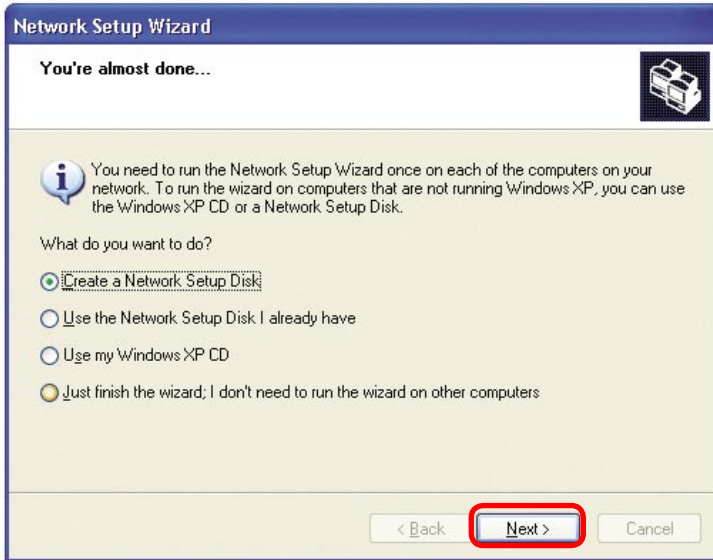 Network Setup Wizard
You're almost done...
You need to run the Network Setup Wizard once on each of the computers on your
network. To run the wizard on computers that are not running Windows XP, you can use
the Windows XP CD or a Network Setup Disk.
What do you want to do?
Create a Network Setup Disk
Use the Network Setup Disk I already have
Use my Windows XP CD
Just finish the wizard; I don't need to run the wizard on other computers
< Back Next > Cancel